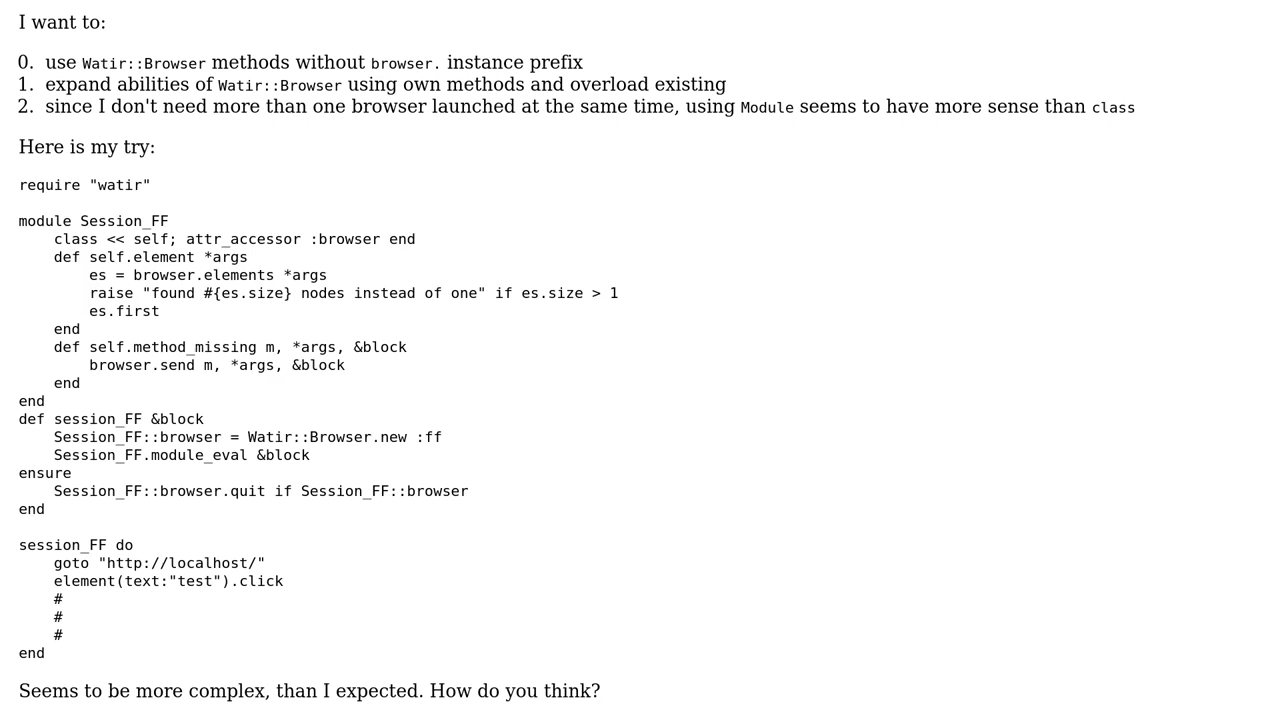 I want to:
0. use Watir::Browser methods without browser. instance prefix
1. expand abilities of Watir::Browser using own methods and overload existing
2. since I don't need more than one browser launched at the same time, using Module seems to have more sense than class
Here is my try:
require "watir"
module Session_FF
    class << self; attr_accessor :browser end
    def self.element *args
        es = browser.elements *args
        raise "found #{es.size} nodes instead of one" if es.size > 1
        es.first
    end
    def self.method_missing m, *args, &block
        browser.send m, *args, &block
    end
end
def session_FF &block
    Session_FF::browser = Watir::Browser.new :ff
    Session_FF.module_eval &block
ensure
    Session_FF::browser.quit if Session_FF::browser
end
session_FF do
    goto "http://localhost/"
    element(text:"test").click
    #
    #
    #
end
Seems to be more complex, than I expected. How do you think?